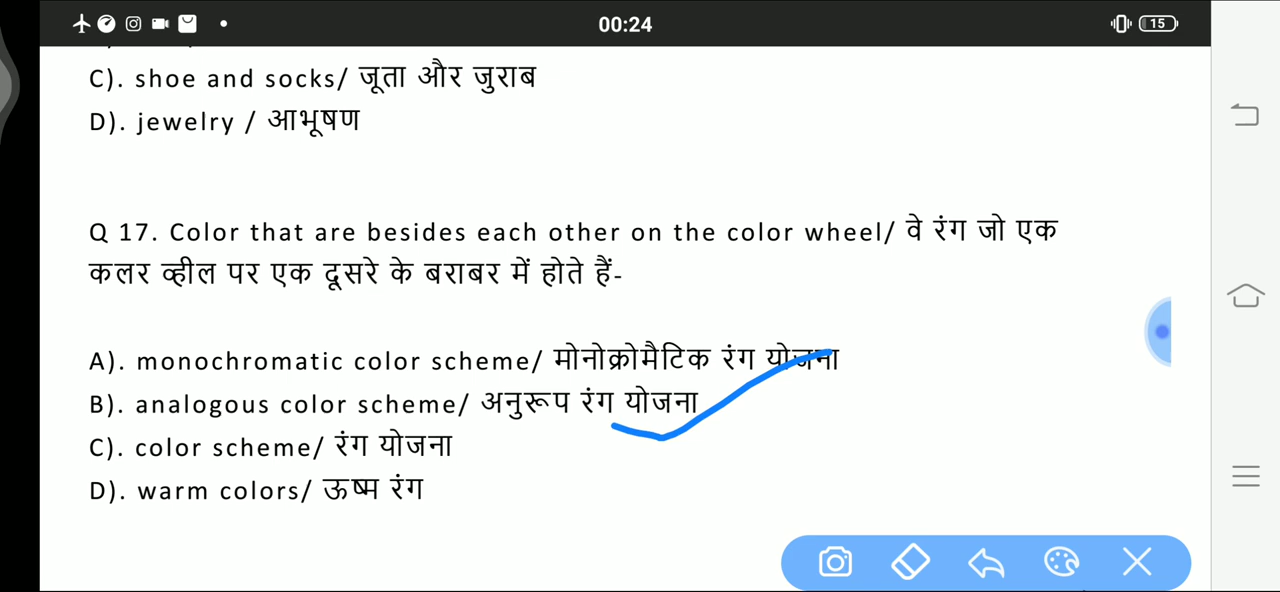 00:24
15
C). shoe and socks/ जूता और जुराब
D). jewelry / आभूषण
Q 17. Color that are besides each other on the color wheel/ वे रंग जो एक
कलर व्हील पर एक दूसरे के बराबर में होते हैं-
A). monochromatic color scheme/ मोनोक्रोमैटिक रंग योजना
B). analogous color scheme/ अनुरूप रंग योजना
C). color scheme/ रंग योजना
D). warm colors/ ऊष्म रंग